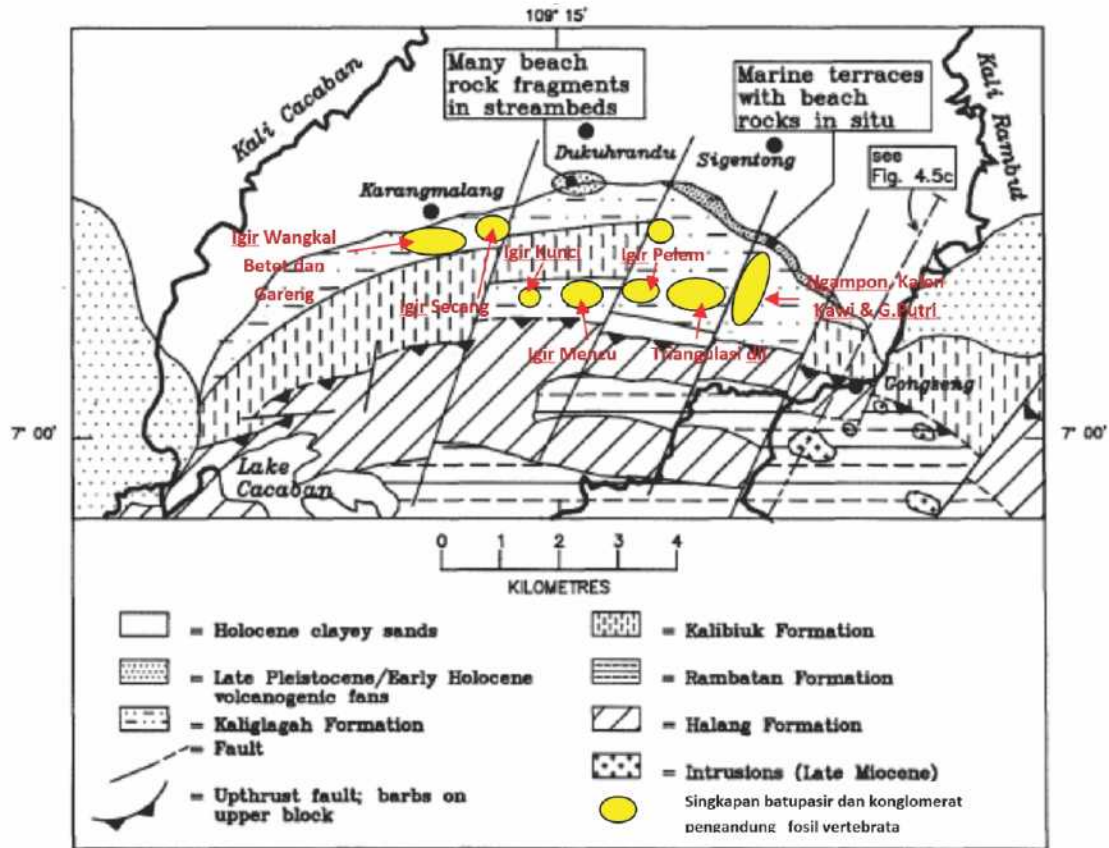 109° 15'
Many beach
rock fragments
in streambeds
Marine terraces
with beach
rocks in situ
Kali Cacaban
Kali Rambut
Dukuhrandu
Sigentong
see
Fig. 4.5c
Karangmalang
Igir Wangkal
Betet dan
Gareng
Igir Secang
Igir Kunci
Igir Pelem
Ngampon, Kalon
Kawi & G.Putri
Igir Mencu
Triangulasi dll
Gongseng
7° 00'
7° 00'
Lake
Cacaban
0 1 2 3 4
KILOMETRES
= Holocene clayey sands
= Late Pleistocene/Early Holocene
volcanogenic fans
= Kaliglagah Formation
= Fault
= Upthrust fault; barbs on
upper block
= Kalibiuk Formation
= Rambatan Formation
= Halang Formation
= Intrusions (Late Miocene)
Singkapan batupasir dan konglomerat
pengandung fosil vertebrata